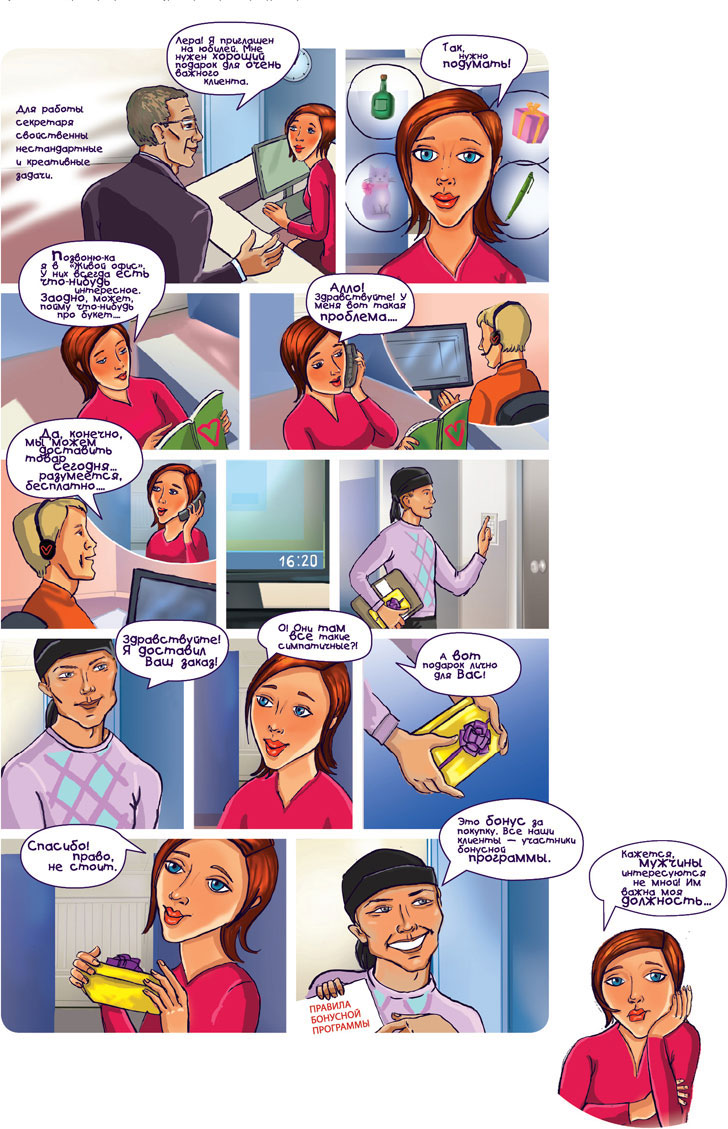 Для работы
секретаря
свойственны
нестандартные
и креативные
задачи.
Лера! Я приглашен
на юбилей. Мне
нужен хороший
подарок для очень
важного
клиента.
Так,
нужно
подумать!
Позвоню-ка
я в "Живой офис".
У них всегда есть
что-нибудь
интересное.
Заодно, может,
пойму что-нибудь
про букет....
Алло!
Здравствуйте! У
меня вот такая
проблема....
Да, конечно,
мы можем
доставить
товар
сегодня...
разумеется,
бесплатно....
16:20
Здравствуйте!
Я доставил
Ваш заказ!
О! Они там
все такие
симпатичные?!
А вот
подарок лично
для Вас!
Спасибо!
право,
не стоит.
Это бонус за
покупку. Все наши
клиенты — участники
бонусной
программы.
ПРАВИЛА
БОНУСНОЙ
ПРОГРАММЫ
Кажется,
мужчины
интересуются
не мной! Им
важна моя
должность...